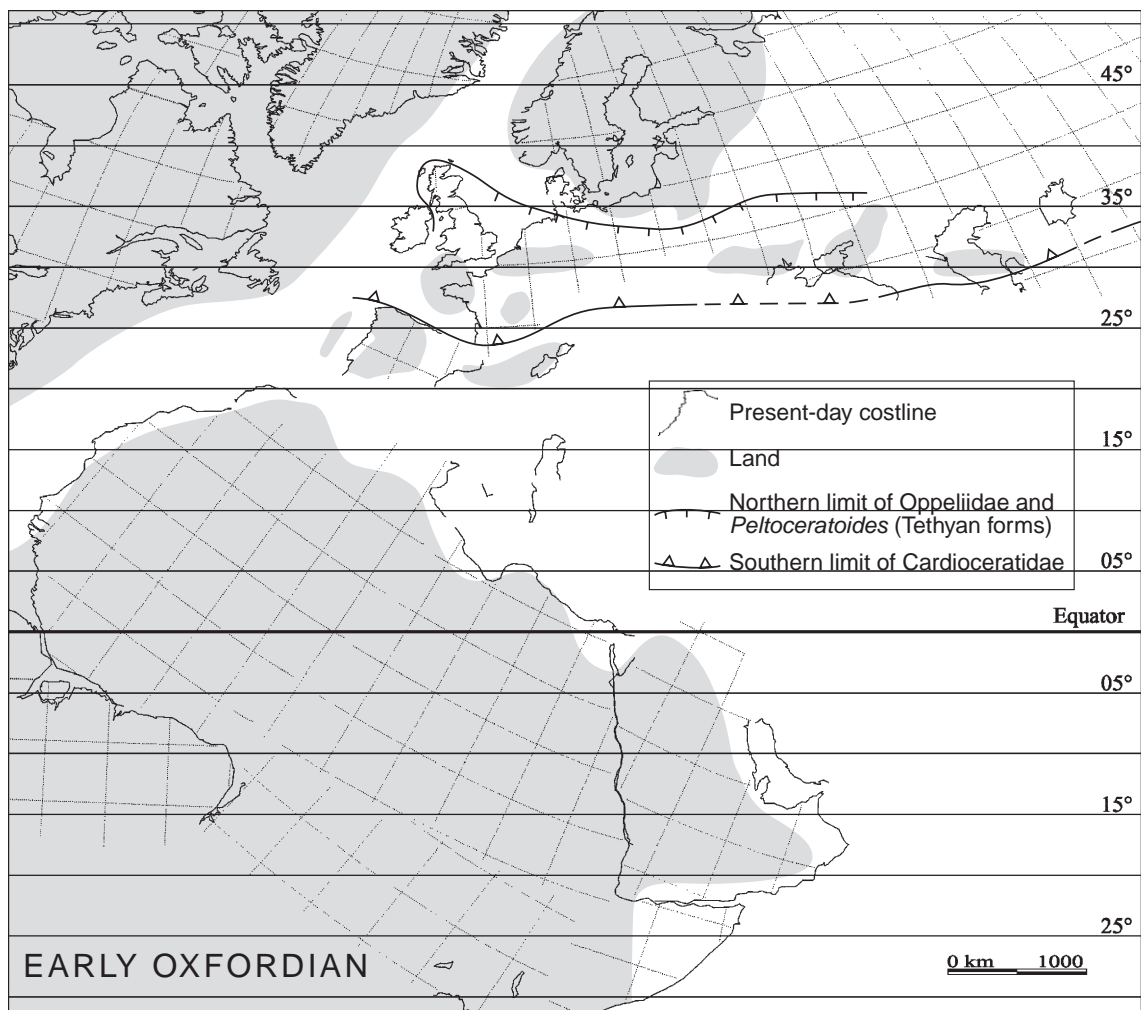 45°
35°
25°
Present-day costline
15°
Land
Northern limit of Oppeliidae and
Peltoceratoides (Tethyan forms)
Southern limit of Cardioceratidae
05°
Equator
05°
15°
25°
EARLY OXFORDIAN
0 km 1000